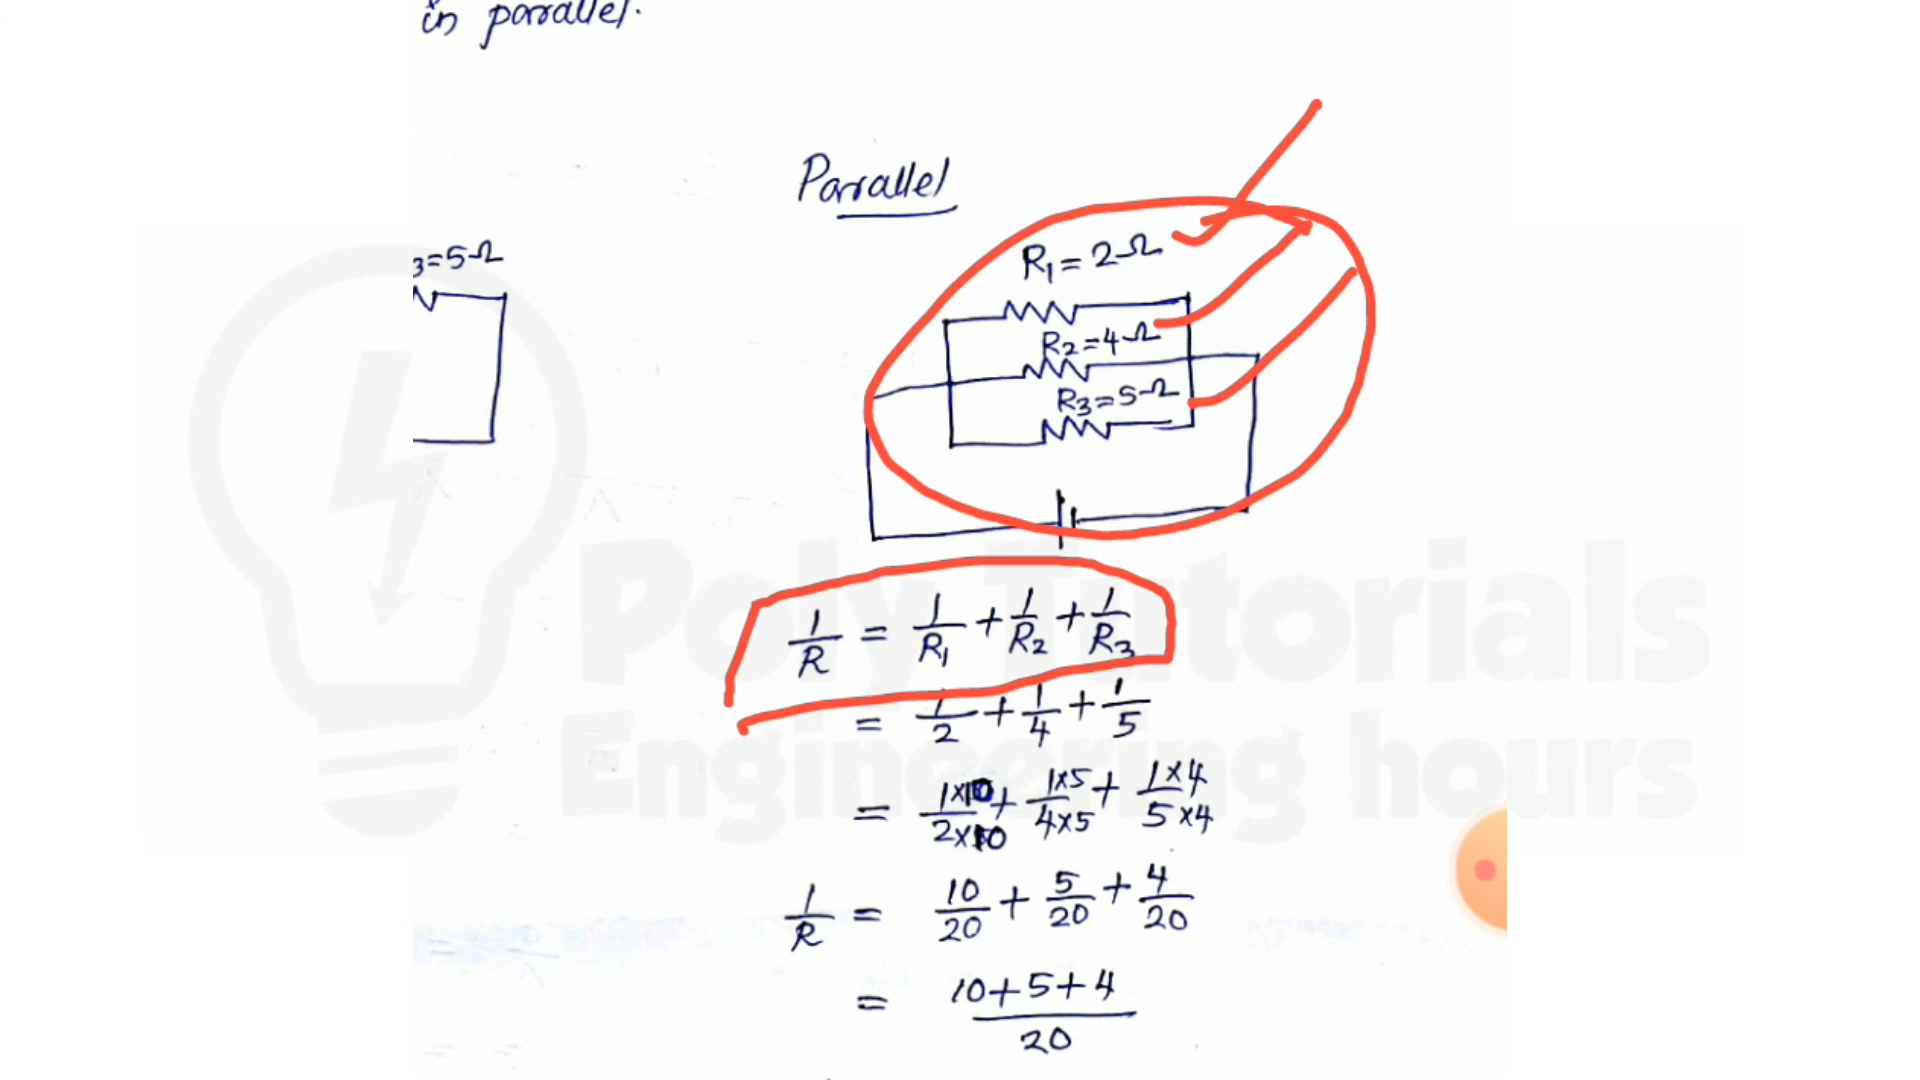 in parallel.
Parallel
3=5Ω
R1=2Ω
R2=4Ω
R3=5Ω
1/R = 1/R1 + 1/R2 + 1/R3
= 1/2 + 1/4 + 1/5
= 1×10/2×10 + 1×5/4×5 + 1×4/5×4
1/R = 10/20 + 5/20 + 4/20
= 10+5+4/20
Poly Tutorials
Engineering hours